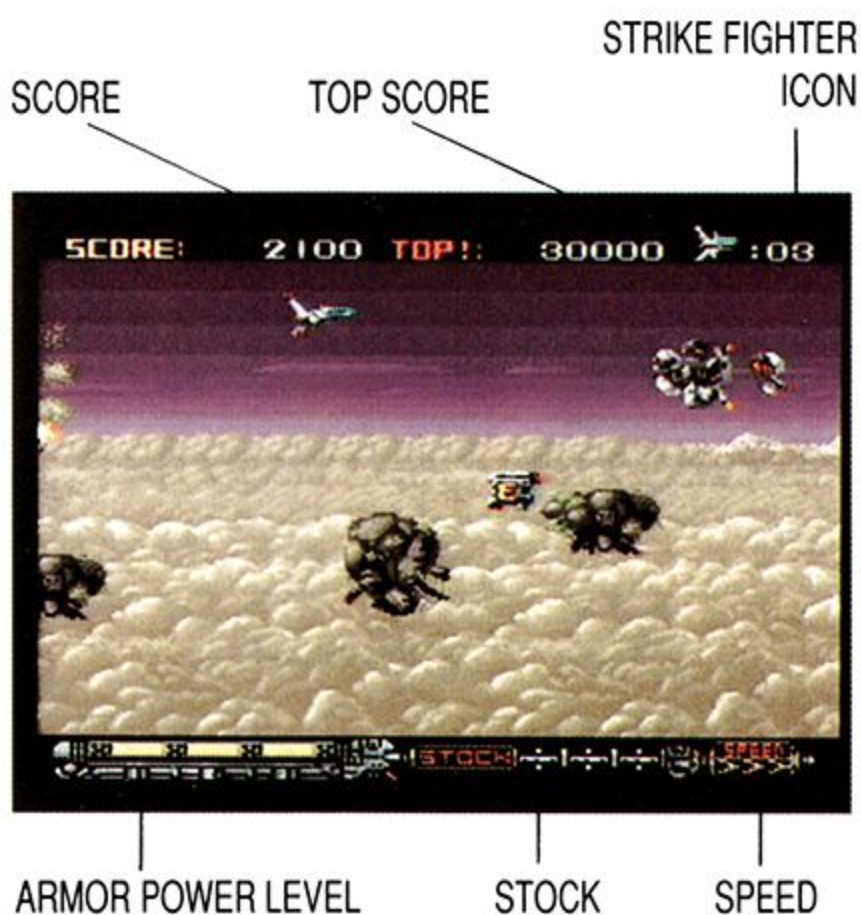 STRIKE FIGHTER
ICON
SCORE
TOP SCORE
SCORE: 2100 TOP!: 30000 :03
STOCK
SPEED
ARMOR POWER LEVEL
STOCK
SPEED